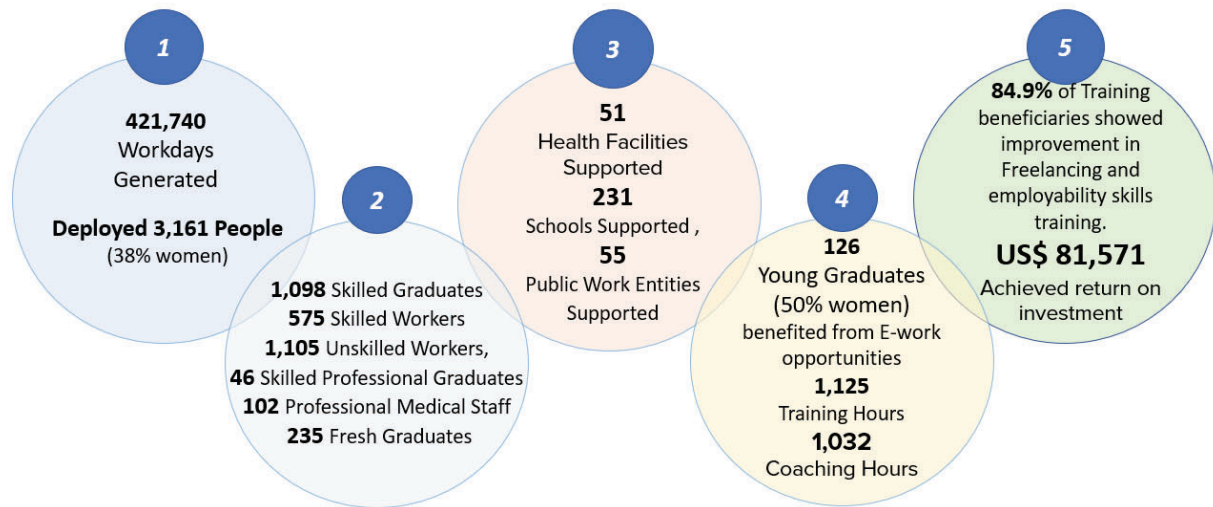 1
421,740
Workdays
Generated
Deployed 3,161 People
(38% women)
2
1,098 Skilled Graduates
575 Skilled Workers
1,105 Unskilled Workers,
46 Skilled Professional Graduates
102 Professional Medical Staff
235 Fresh Graduates
3
51
Health Facilities
Supported
231
Schools Supported ,
55
Public Work Entities
Supported
4
126
Young Graduates
(50% women)
benefited from E-work
opportunities
1,125
Training Hours
1,032
Coaching Hours
5
84.9% of Training
beneficiaries showed
improvement in
Freelancing and
employability skills
training.
US$ 81,571
Achieved return on
investment